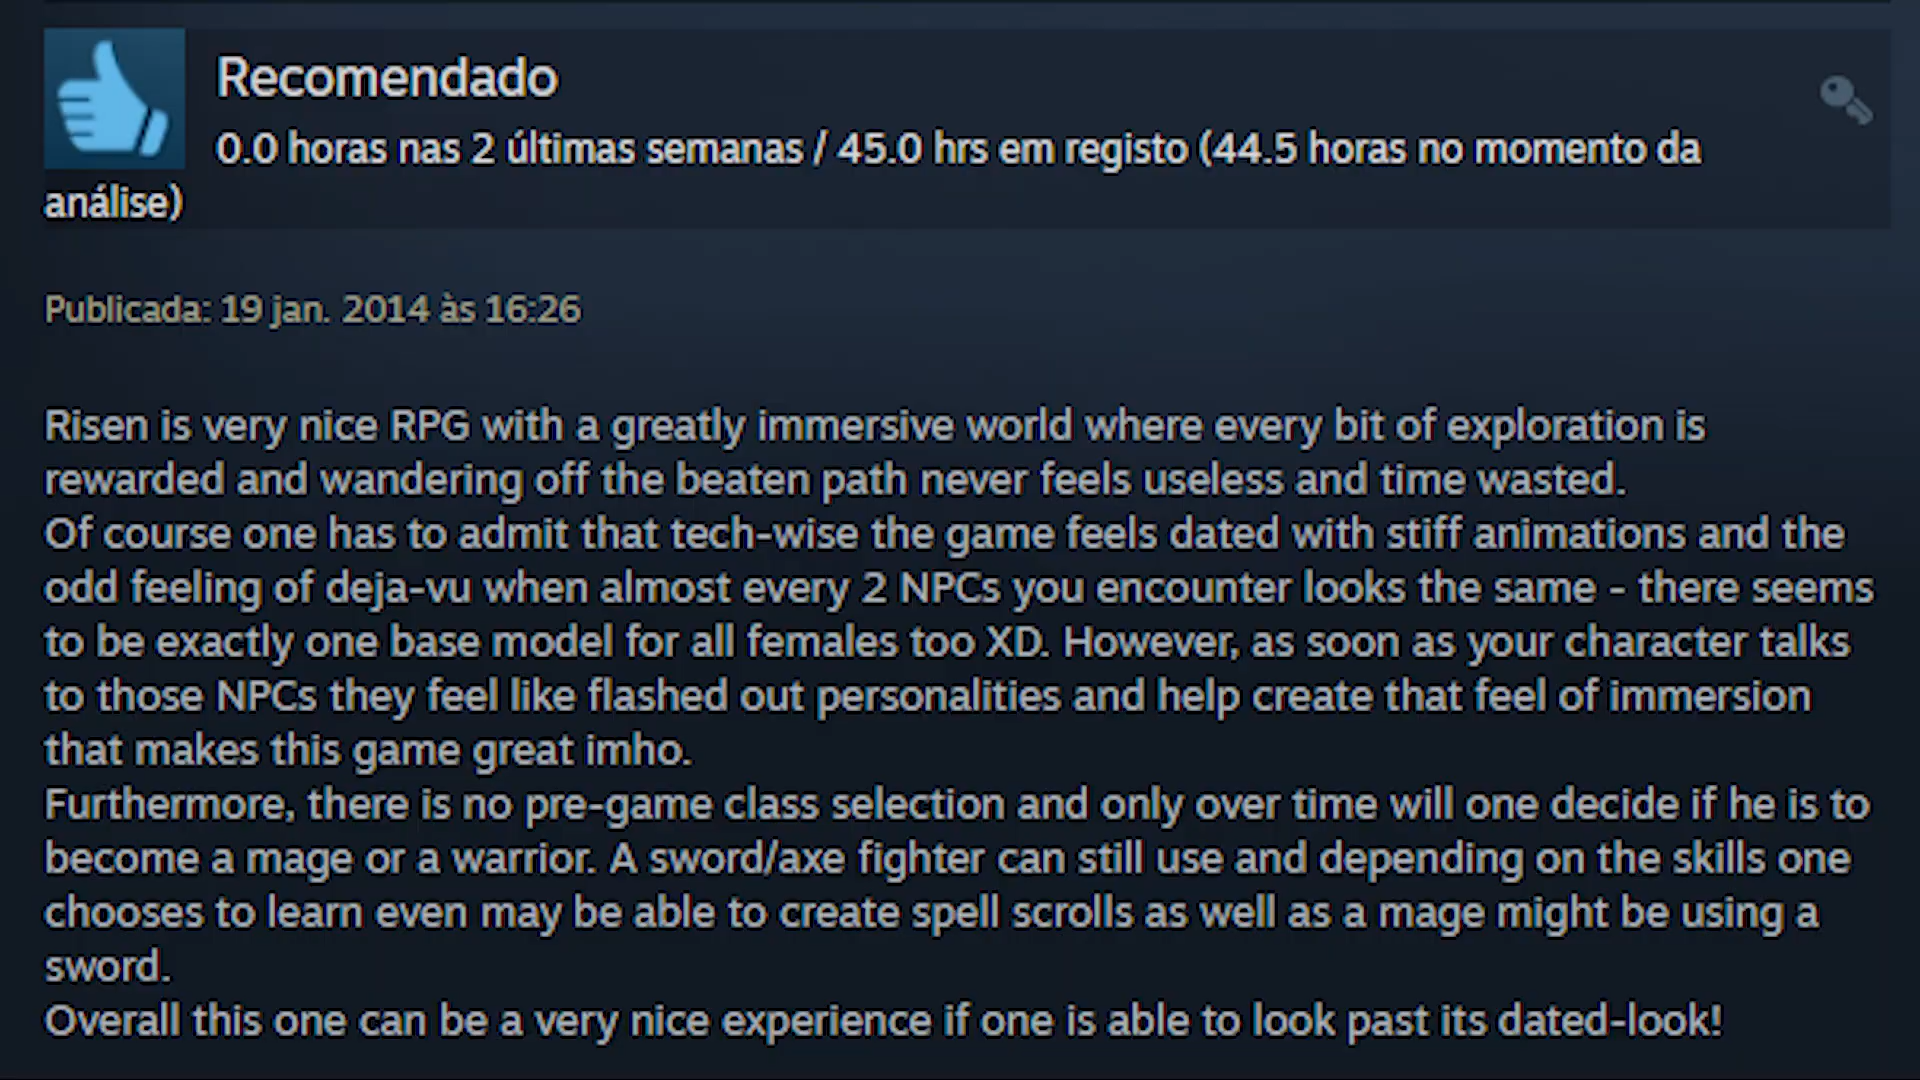 Recomendado
0.0 horas nas 2 últimas semanas / 45.0 hrs em registo (44.5 horas no momento da
análise)
Publicada: 19 jan. 2014 às 16:26
Risen is very nice RPG with a greatly immersive world where every bit of exploration is
rewarded and wandering off the beaten path never feels useless and time wasted.
Of course one has to admit that tech-wise the game feels dated with stiff animations and the
odd feeling of deja-vu when almost every 2 NPCs you encounter looks the same - there seems
to be exactly one base model for all females too XD. However, as soon as your character talks
to those NPCs they feel like flashed out personalities and help create that feel of immersion
that makes this game great imho.
Furthermore, there is no pre-game class selection and only over time will one decide if he is to
become a mage or a warrior. A sword/axe fighter can still use and depending on the skills one
chooses to learn even may be able to create spell scrolls as well as a mage might be using a
sword.
Overall this one can be a very nice experience if one is able to look past its dated-look!